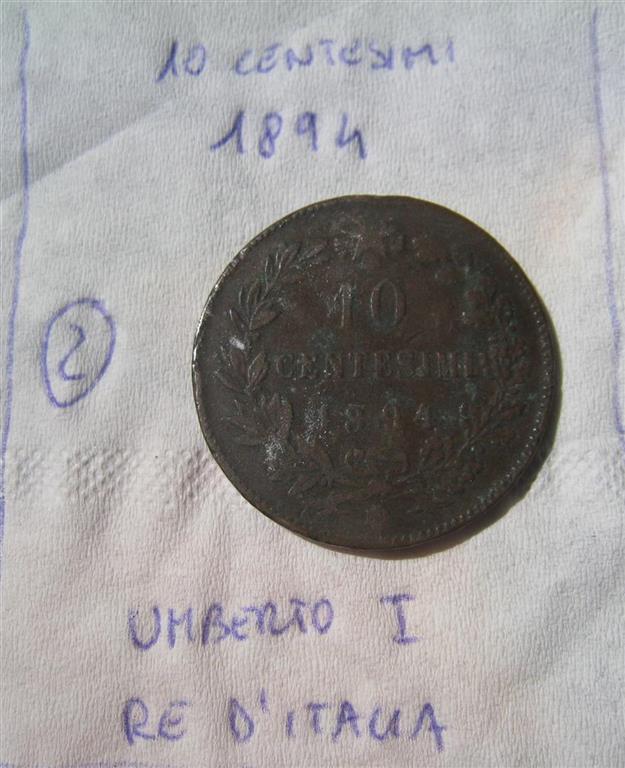 10 CENTESIMI
1894
2
10
CENTESIMI
1894
UMBERTO I
RE D'ITALIA